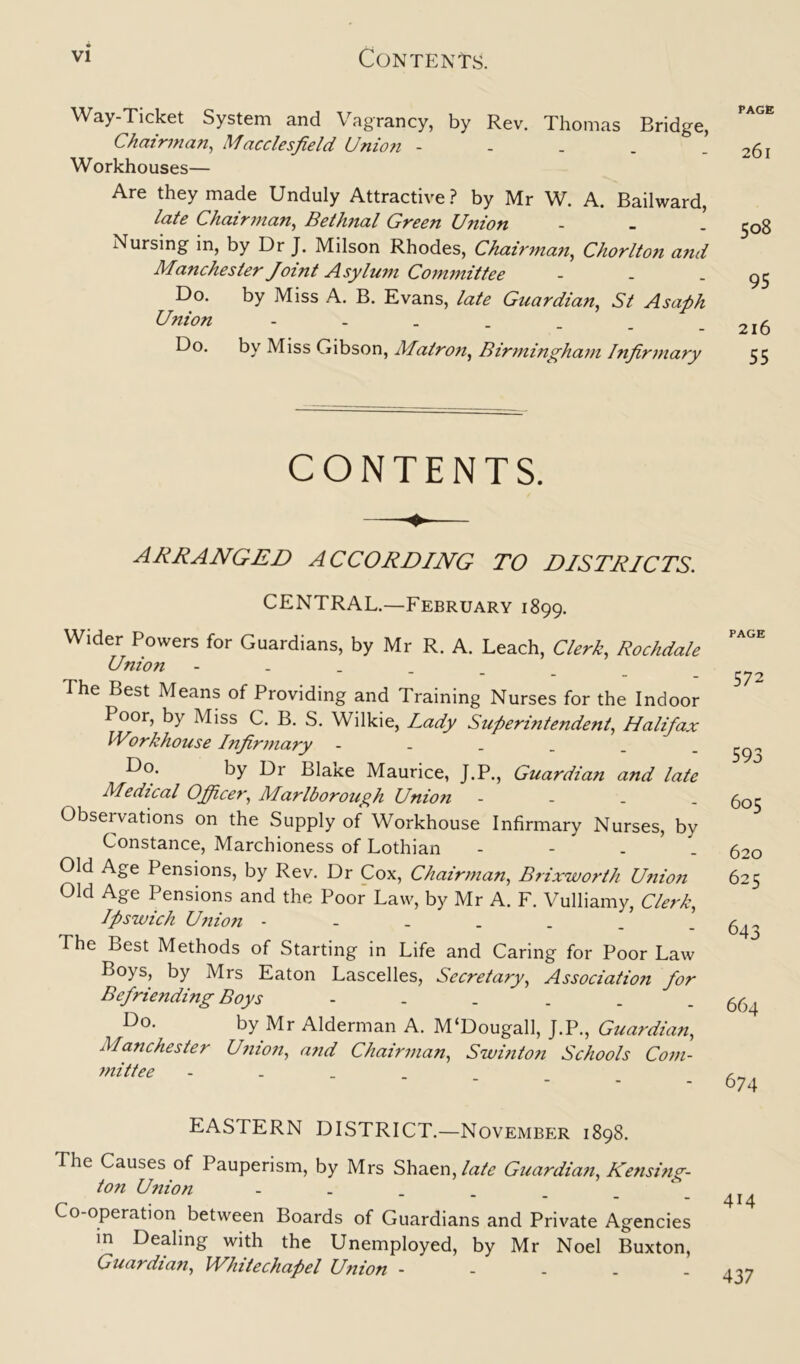 vi
CONTENTS.
PAGE
Way-Ticket System and Vagrancy, by Rev. Thomas Bridge,
Chairman, Macclesfield Union - - - - - 261
Workhouses—
Are they made Unduly Attractive? by Mr W. A. Bailward,
late Chairman, Bethnal Green Union - - - 508
Nursing in, by Dr J. Milson Rhodes, Chairman, Chorlton and
Manchester Joint Asylum Committee - - - 95
Do. by Miss A. B. Evans, late Guardian, St Asaph
Union - - - - - - - 216
Do. by Miss Gibson, Matron, Birmingham Infirmary 55
CONTENTS.
ARRANGED ACCORDING TO DISTRICTS.
CENTRAL.—FEBRUARY 1899.
PAGE
Wider Powers for Guardians, by Mr R. A. Leach, Clerk, Rochdale
Union - - - - - - - - 572
The Best Means of Providing and Training Nurses for the Indoor
Poor, by Miss C. B. S. Wilkie, Lady Superintendent, Halifax
Workhouse Infirmary - - - - - - 593
Do. by Dr Blake Maurice, J.P., Guardian and late
Medical Officer, Marlborough Union - - - - 605
Observations on the Supply of Workhouse Infirmary Nurses, by
Constance, Marchioness of Lothian - - - - 620
Old Age Pensions, by Rev. Dr Cox, Chairman, Brixworth Union 625
Old Age Pensions and the Poor Law, by Mr A. F. Vulliamy, Clerk,
Ipswich Union - - - - - - - 643
The Best Methods of Starting in Life and Caring for Poor Law
Boys, by Mrs Eaton Lascelles, Secretary, Association for
Befriending Boys - - - - - - 664
Do. by Mr Alderman A. M‘Dougall, J.P., Guardian,
Manchester Union, and Chairman, Swinton Schools Com-
mittee - - - - - - - - 674
EASTERN DISTRICT.—NOVEMBER 1898.
The Causes of Pauperism, by Mrs Shaen, late Guardian, Kensing-
ton Union - - - - - - - 414
Co-operation between Boards of Guardians and Private Agencies
in Dealing with the Unemployed, by Mr Noel Buxton,
Guardian, Whitechapel Union - - - - - 437